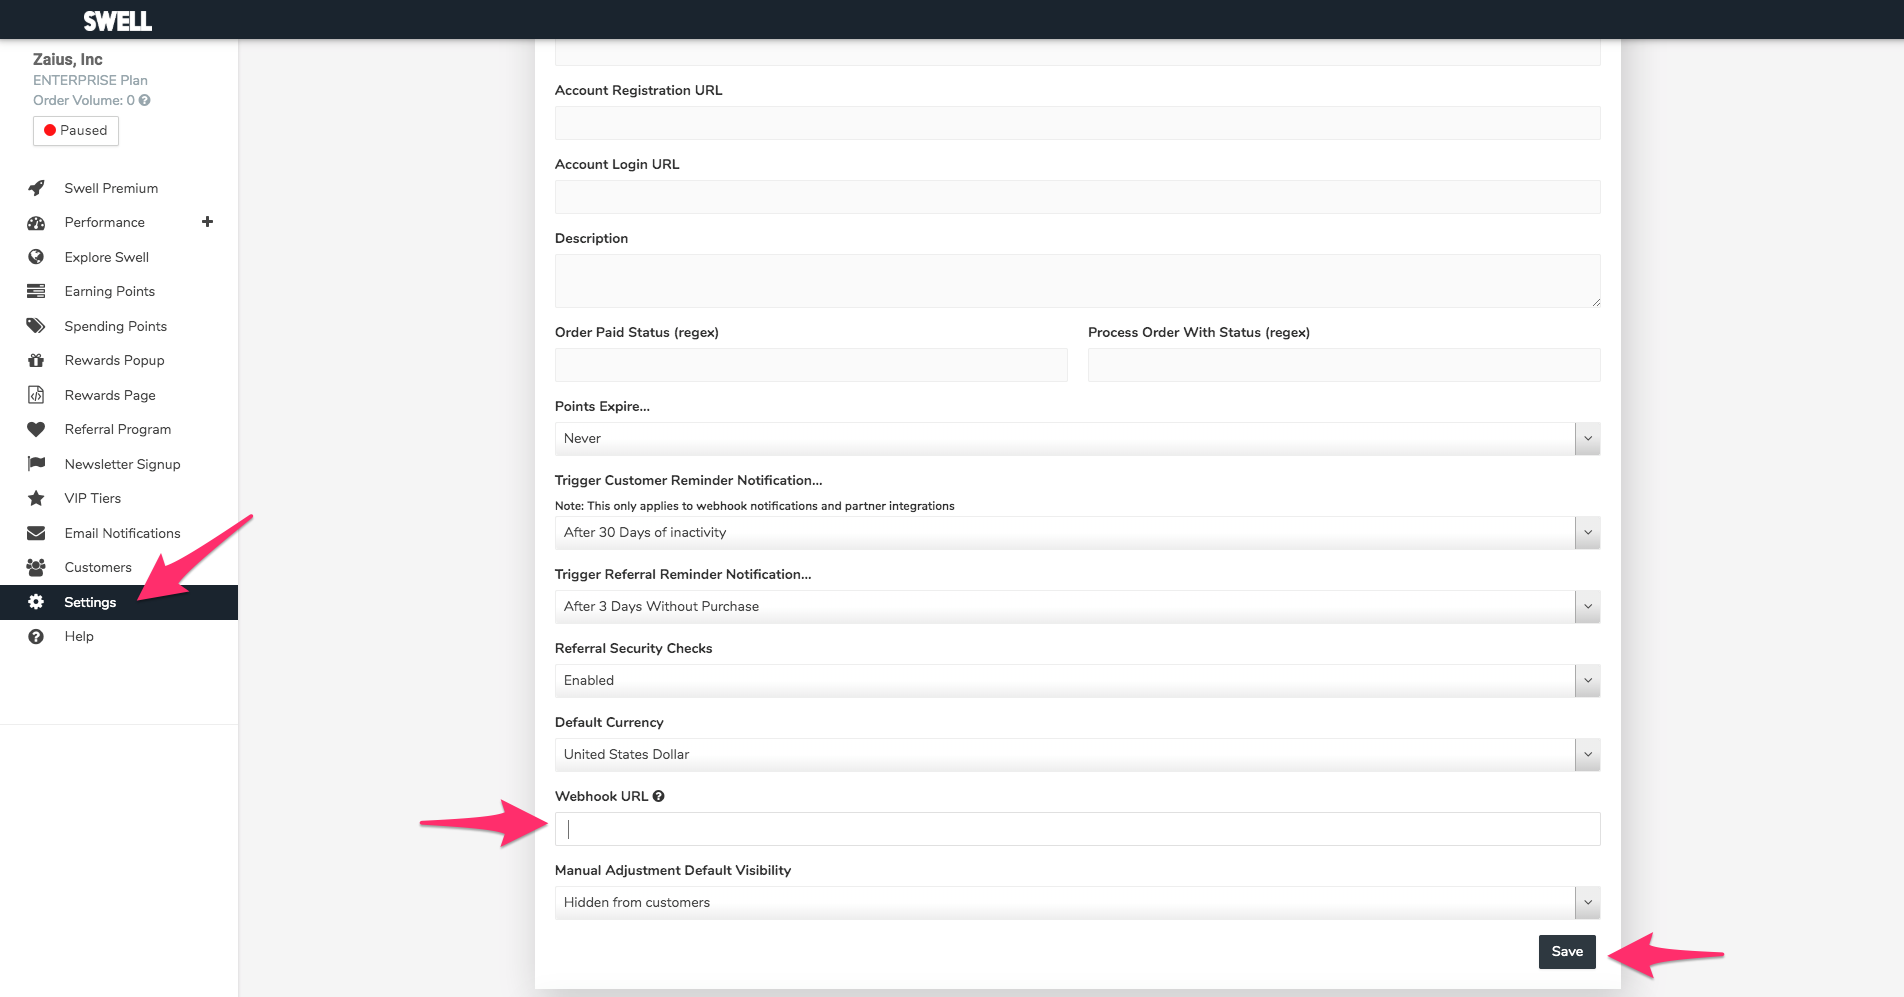 SWELL
Zaius, Inc
ENTERPRISE Plan
Order Volume: 0
Paused
Swell Premium
Performance
Explore Swell
Earning Points
Spending Points
Rewards Popup
Rewards Page
Referral Program
Newsletter Signup
VIP Tiers
Email Notifications
Customers
Settings
Help
Account Registration URL
Account Login URL
Description
Order Paid Status (regex)
Process Order With Status (regex)
Points Expire...
Never
Trigger Customer Reminder Notification...
Note: This only applies to webhook notifications and partner integrations
After 30 Days of inactivity
Trigger Referral Reminder Notification...
After 3 Days Without Purchase
Referral Security Checks
Enabled
Default Currency
United States Dollar
Webhook URL
Manual Adjustment Default Visibility
Hidden from customers
Save